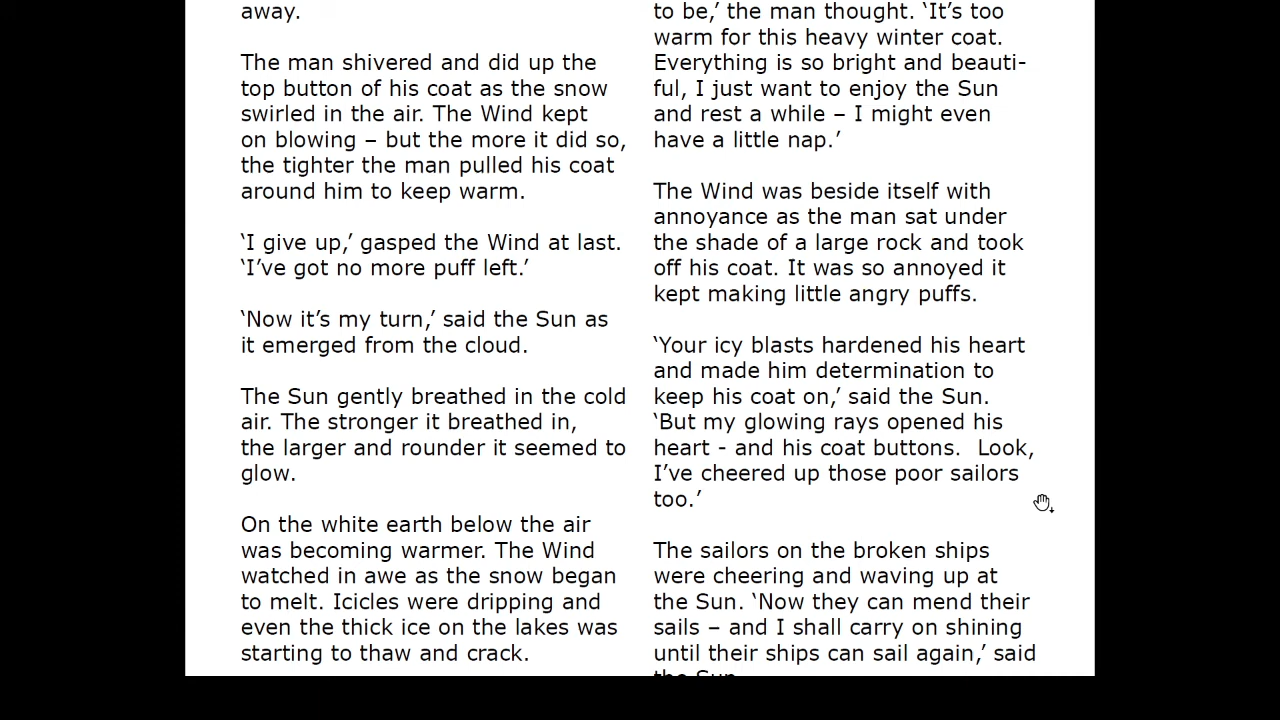 away.
The man shivered and did up the
top button of his coat as the snow
swirled in the air. The Wind kept
on blowing – but the more it did so,
the tighter the man pulled his coat
around him to keep warm.
‘I give up,’ gasped the Wind at last.
‘I’ve got no more puff left.’
‘Now it’s my turn,’ said the Sun as
it emerged from the cloud.
The Sun gently breathed in the cold
air. The stronger it breathed in,
the larger and rounder it seemed to
glow.
On the white earth below the air
was becoming warmer. The Wind
watched in awe as the snow began
to melt. Icicles were dripping and
even the thick ice on the lakes was
starting to thaw and crack.
to be,’ the man thought. ‘It’s too
warm for this heavy winter coat.
Everything is so bright and beauti-
ful, I just want to enjoy the Sun
and rest a while – I might even
have a little nap.’
The Wind was beside itself with
annoyance as the man sat under
the shade of a large rock and took
off his coat. It was so annoyed it
kept making little angry puffs.
‘Your icy blasts hardened his heart
and made him determination to
keep his coat on,’ said the Sun.
‘But my glowing rays opened his
heart - and his coat buttons.  Look,
I’ve cheered up those poor sailors
too.’
The sailors on the broken ships
were cheering and waving up at
the Sun. ‘Now they can mend their
sails – and I shall carry on shining
until their ships can sail again,’ said
the Sun